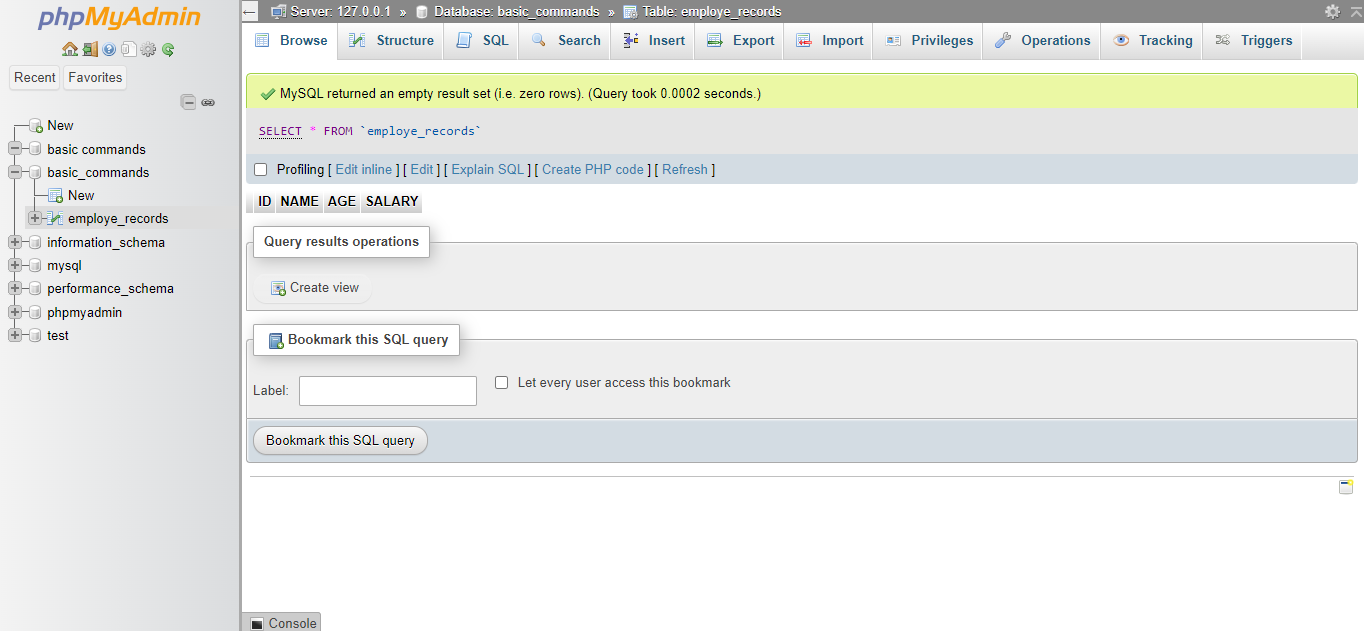 phpMyAdmin
Recent Favorites
New
basic commands
basic_commands
New
employe_records
information_schema
mysql
performance_schema
phpmyadmin
test
Server: 127.0.0.1 » Database: basic_commands » Table: employe_records
Browse Structure SQL Search Insert Export Import Privileges Operations Tracking Triggers
MySQL returned an empty result set (i.e. zero rows). (Query took 0.0002 seconds.)
SELECT * FROM `employe_records`
Profiling [ Edit inline ] [ Edit ] [ Explain SQL ] [ Create PHP code ] [ Refresh ]
ID NAME AGE SALARY
Query results operations
Create view
Bookmark this SQL query
Label: Let every user access this bookmark
Bookmark this SQL query
Console